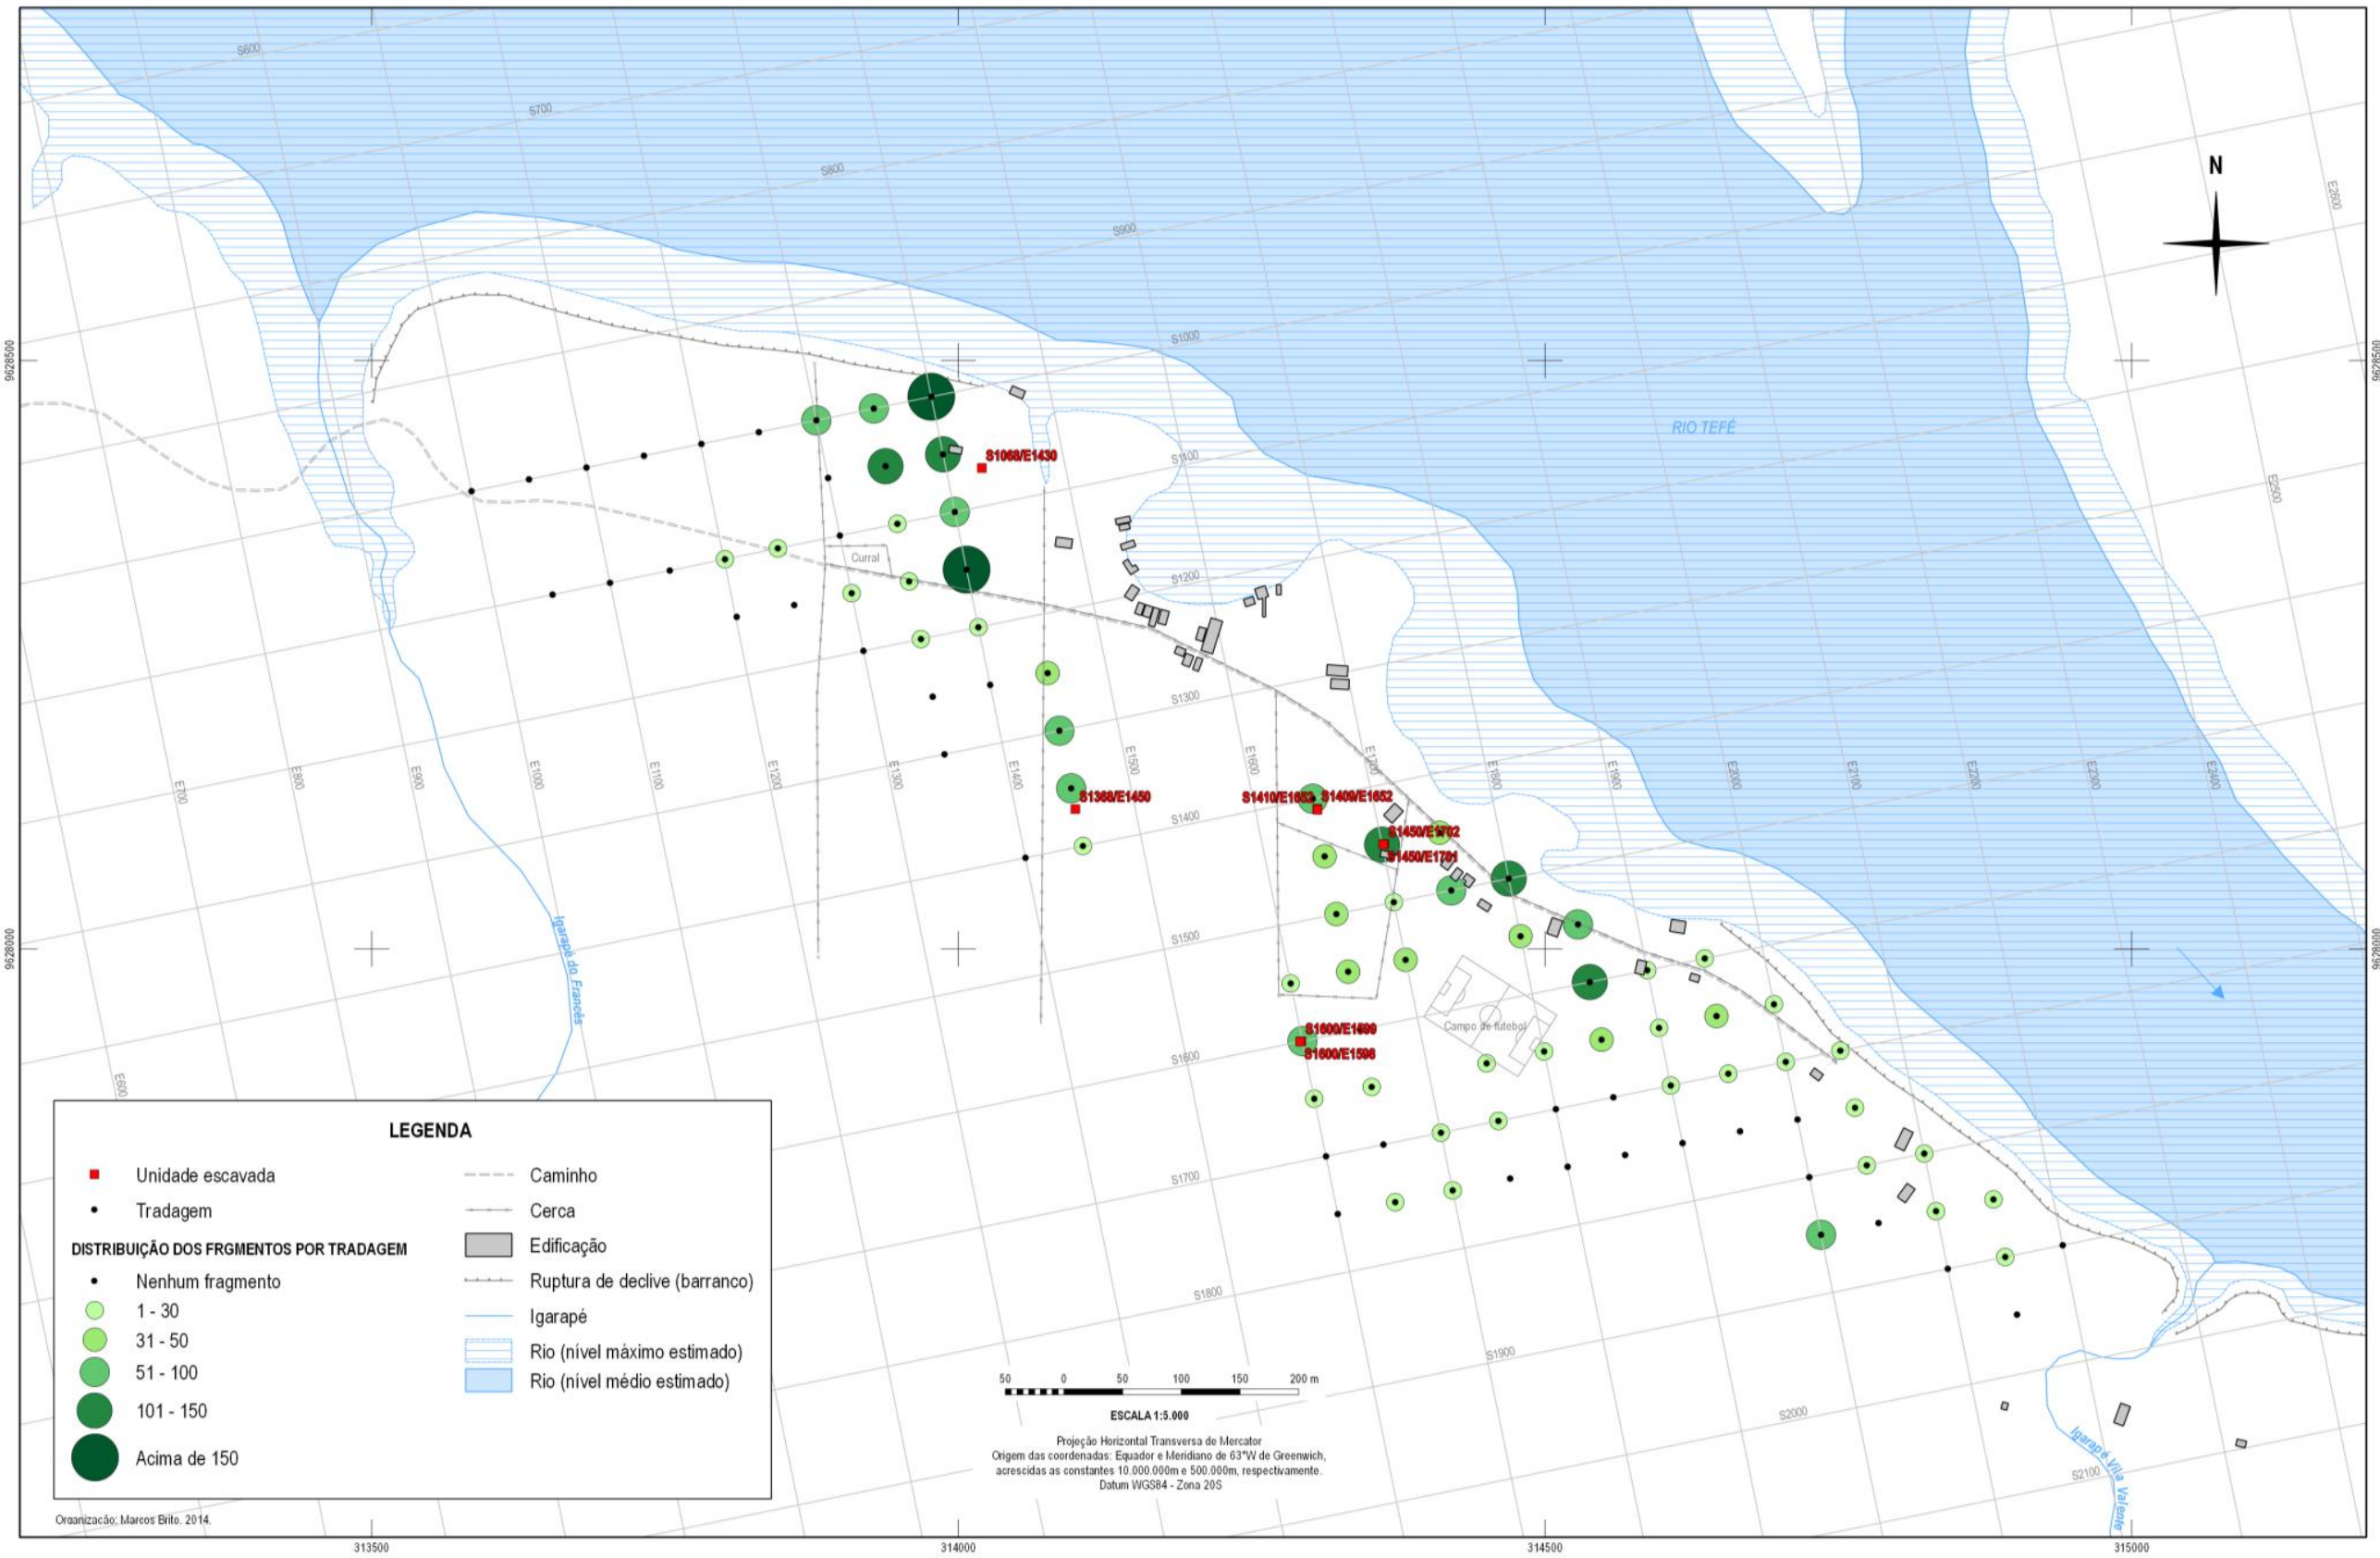 S600
S700
S800
S900
N
E2600
E2500
RIO TEFÉ
9628500
9628500
S1000
S1100
S1068/E1430
Curral
S1200
S1300
E700
E800
E900
E1000
E1100
E1200
E1300
E1400
E1500
E1600
E1700
E1800
E1900
E2000
E2100
E2200
E2300
E2400
S1368/E1450
S1410/E1652
S1409/E1652
S1400
S1450/E1702
S1450/E1701
S1500
9628000
9628000
Igarapé do Francês
Campo de futebol
S1600/E1599
S1600/E1598
S1600
E600
S1700
S1800
S1900
S2000
S2100
Igarapé Vila Valente
LEGENDA
Unidade escavada
Tradagem
DISTRIBUIÇÃO DOS FRGMENTOS POR TRADAGEM
Nenhum fragmento
1 - 30
31 - 50
51 - 100
101 - 150
Acima de 150
Caminho
Cerca
Edificação
Ruptura de declive (barranco)
Igarapé
Rio (nível máximo estimado)
Rio (nível médio estimado)
50 0 50 100 150 200 m
ESCALA 1:5.000
Projeção Horizontal Transversa de Mercator
Origem das coordenadas: Equador e Meridiano de 63°W de Greenwich,
acrescidas as constantes 10.000.000m e 500.000m, respectivamente.
Datum WGS84 - Zona 20S
Organização: Marcos Brito. 2014.
313500
314000
314500
315000